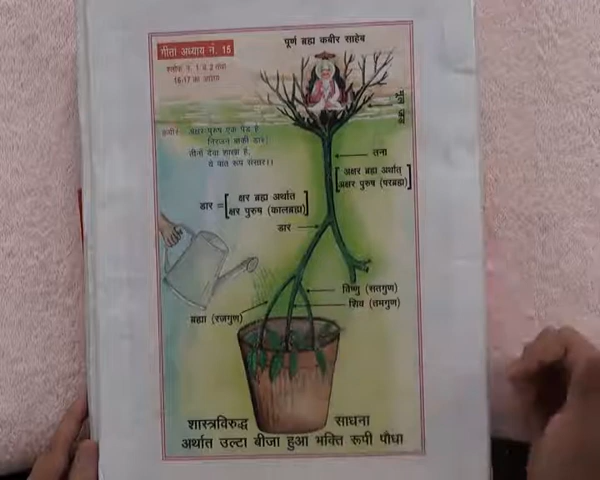 गीता अध्याय नं. 15
श्लोक नं. 1 व 2 तथा
16-17 का आशय
पूर्ण ब्रह्म कबीर साहेब
मूल जड़
कबीर अक्षर पुरुष एक पेड़ है
निरंजन बाकी डार।
तीनों देवा शाखा है,
ये पात रूप संसार।।
तना
अक्षर ब्रह्म अर्थात्
अक्षर पुरुष (परब्रह्म)
डार = क्षर ब्रह्म अर्थात
क्षर पुरुष (कालब्रह्म)
डार
विष्णु (सतगुण)
शिव (तमगुण)
ब्रह्मा (रजगुण)
शास्त्रविरुद्ध साधना
अर्थात उल्टा बीजा हुआ भक्ति रूपी पौधा